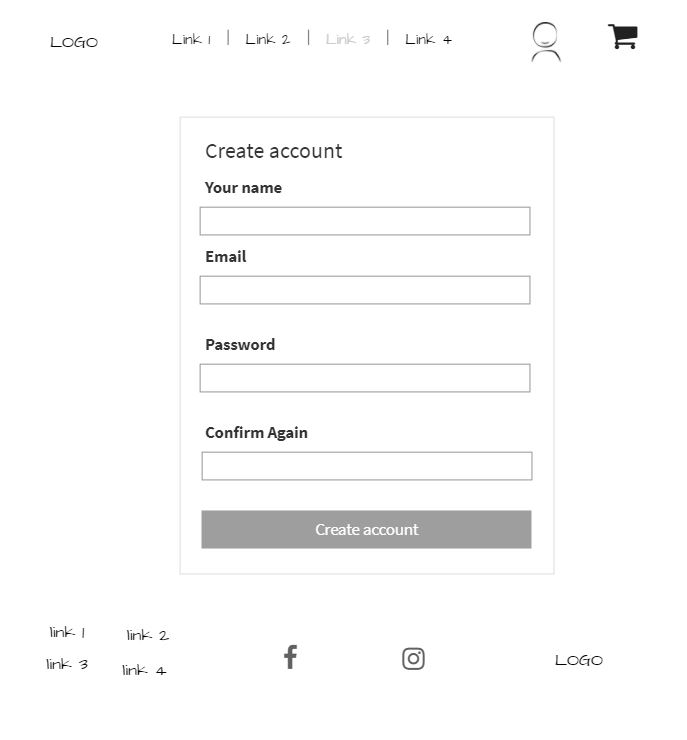 LOGO Link 1 | Link 2 | Link 3 | Link 4
Create account
Your name
Email
Password
Confirm Again
Create account
link 1 link 2
link 3 link 4
LOGO